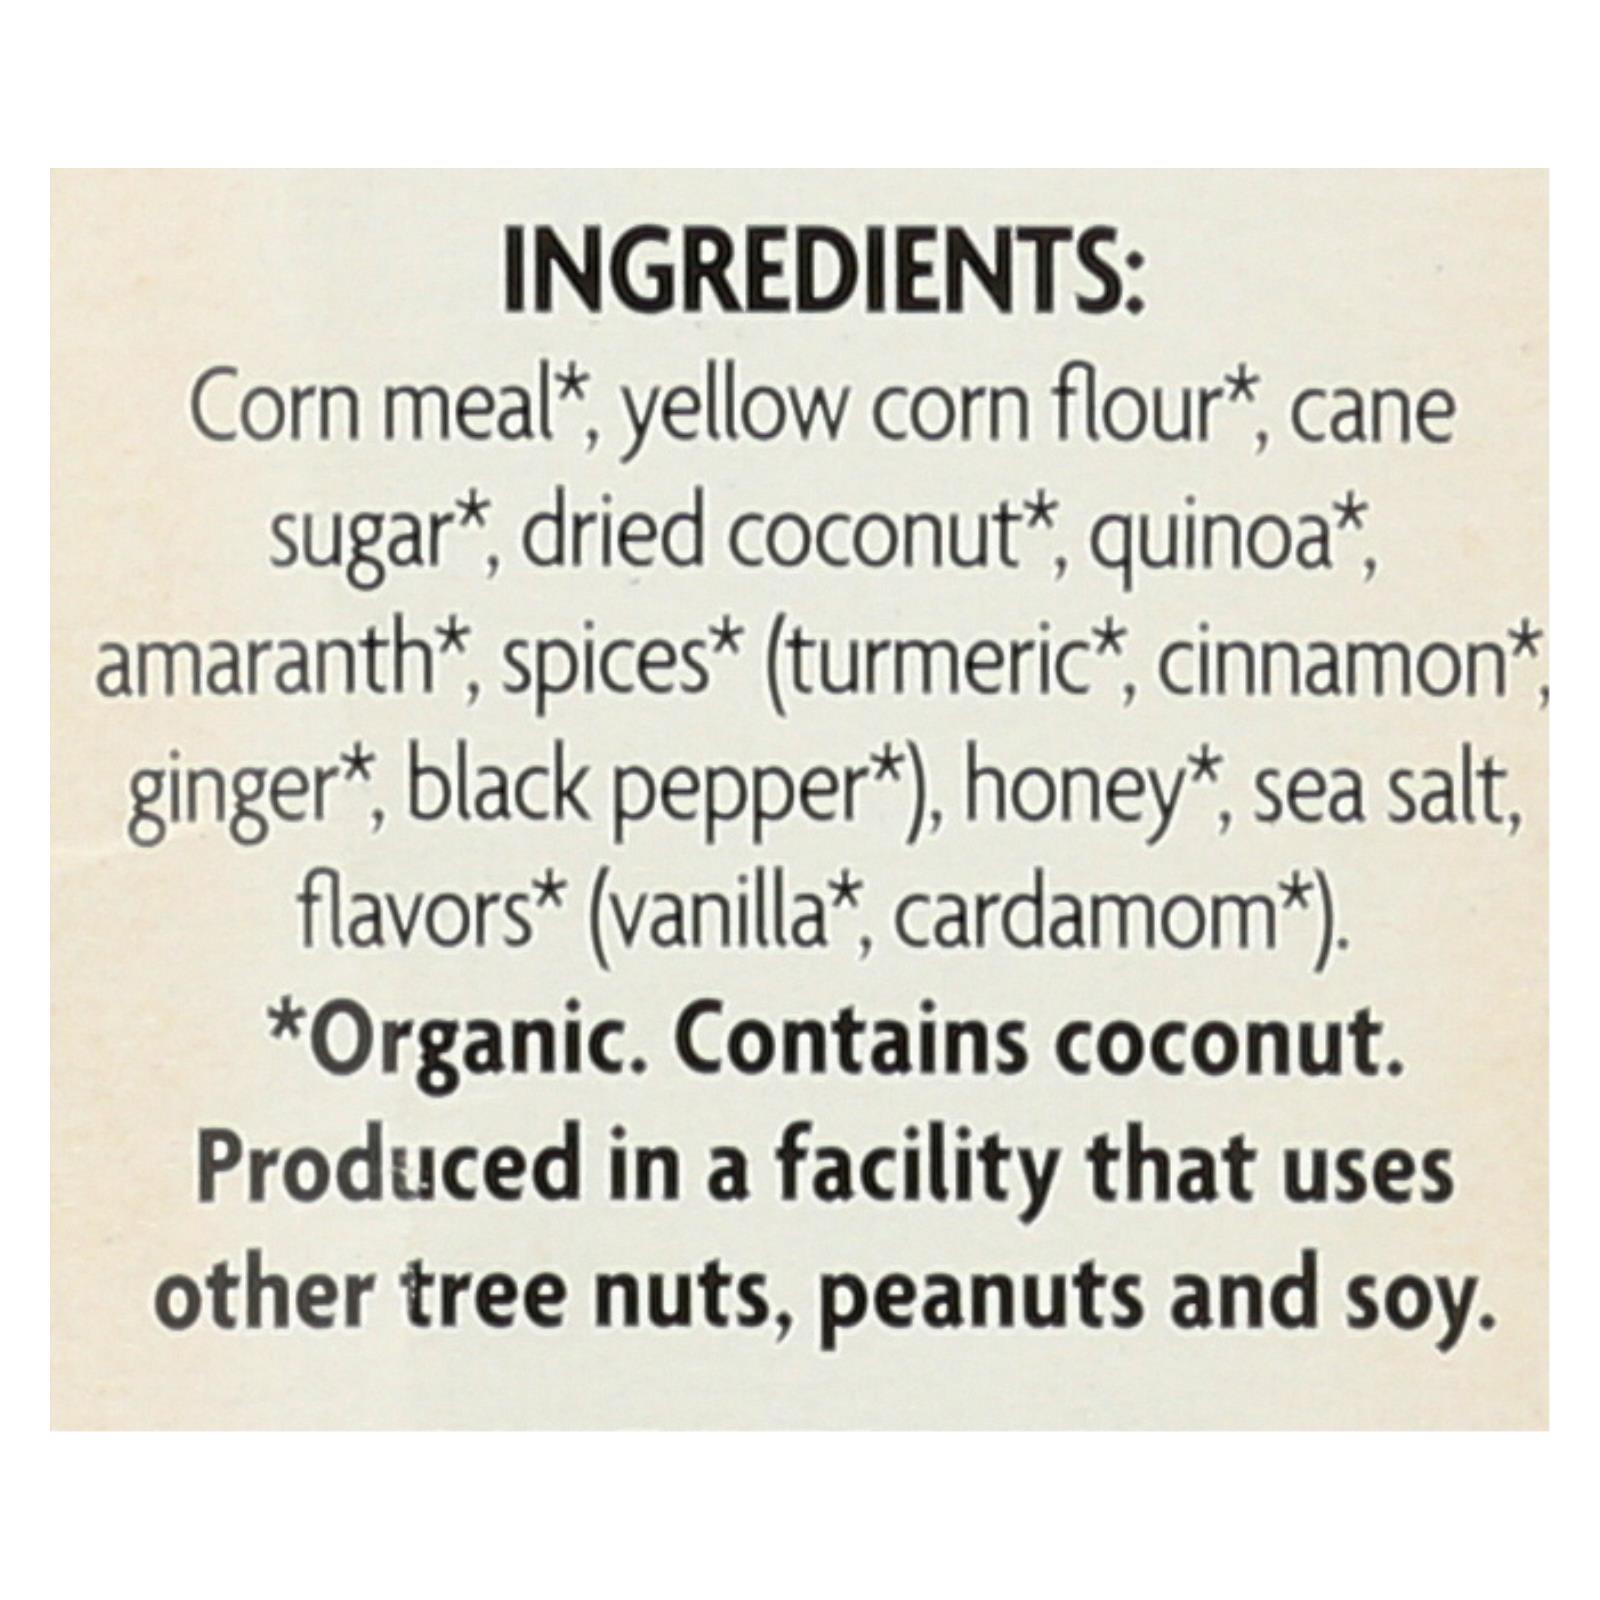 INGREDIENTS:
Corn meal*, yellow corn flour*, cane
sugar*, dried coconut*, quinoa*,
amaranth*, spices* (turmeric*, cinnamon*,
ginger*, black pepper*), honey*, sea salt,
flavors* (vanilla*, cardamom*).
*Organic. Contains coconut.
Produced in a facility that uses
other tree nuts, peanuts and soy.